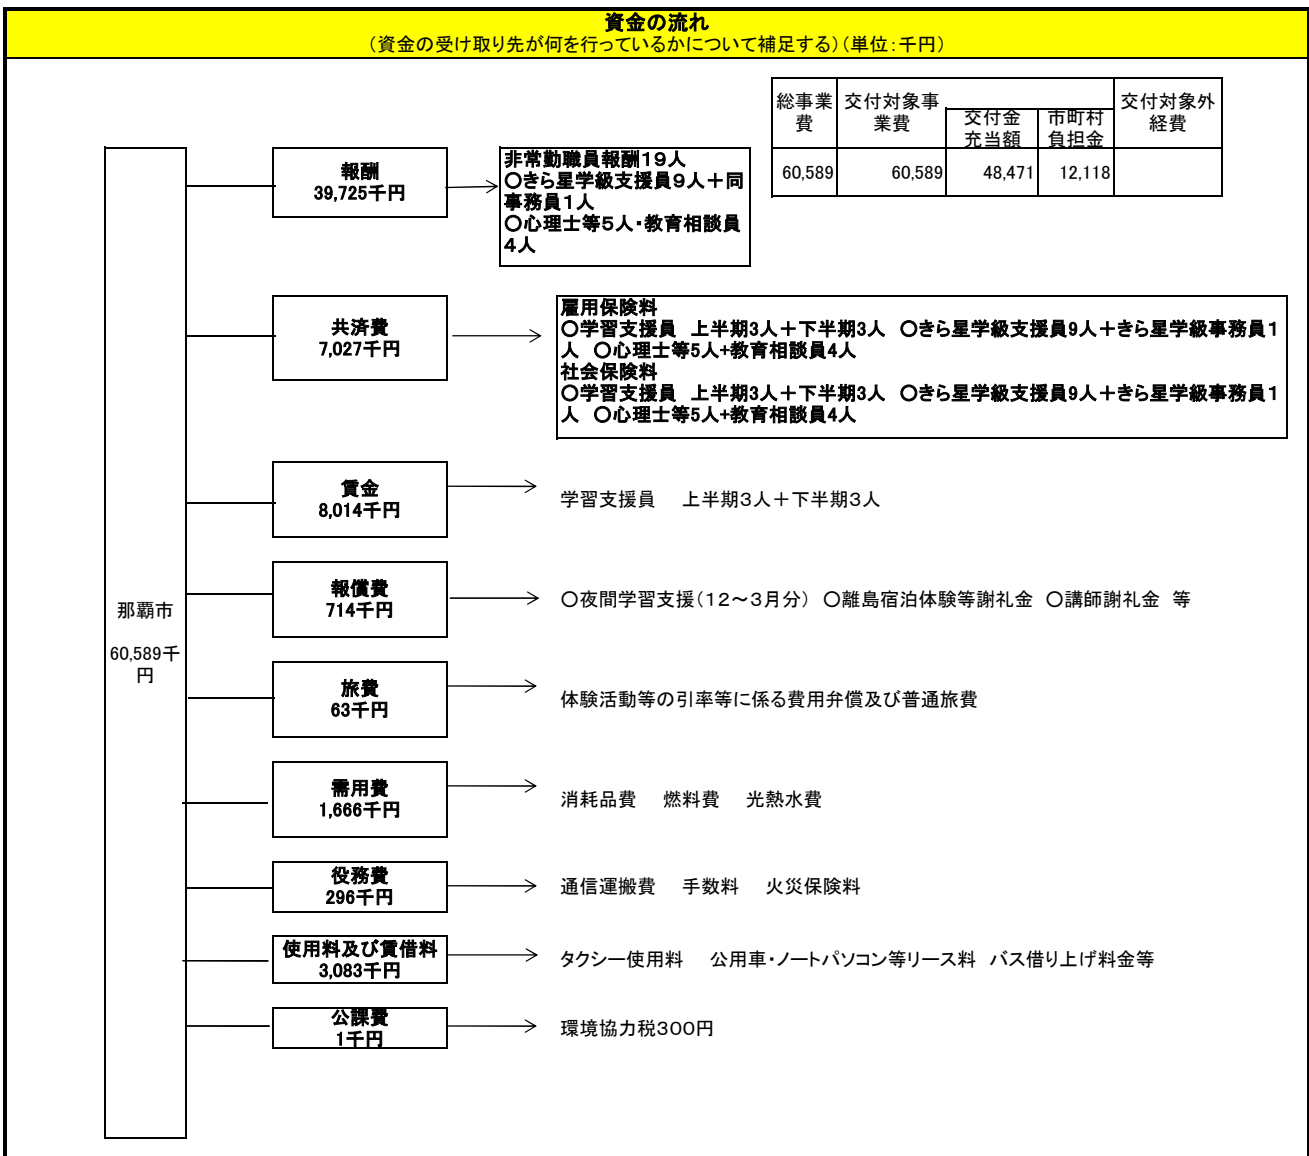 資金の流れ
（資金の受け取り先が何を行っているかについて補足する）（単位：千円）
総事業
費
交付対象事
業費
交付金
充当額
市町村
負担金
交付対象外
経費
60,589
60,589
48,471
12,118
那覇市
60,589千
円
報酬
39,725千円
非常勤職員報酬１９人
〇きら星学級支援員９人＋同
事務員１人
〇心理士等５人・教育相談員
４人
共済費
7,027千円
雇用保険料
〇学習支援員　上半期3人＋下半期3人　〇きら星学級支援員9人＋きら星学級事務員1
人　〇心理士等5人+教育相談員4人
社会保険料
〇学習支援員　上半期3人＋下半期3人　〇きら星学級支援員9人＋きら星学級事務員1
人　〇心理士等5人+教育相談員4人
賃金
8,014千円
学習支援員　上半期３人＋下半期３人
報償費
714千円
〇夜間学習支援（１２～３月分）　〇離島宿泊体験等謝礼金　〇講師謝礼金　等
旅費
63千円
体験活動等の引率等に係る費用弁償及び普通旅費
需用費
1,666千円
消耗品費　燃料費　光熱水費
役務費
296千円
通信運搬費　手数料　火災保険料
使用料及び賃借料
3,083千円
タクシー使用料　公用車・ノートパソコン等リース料　バス借り上げ料金等
公課費
1千円
環境協力税３００円